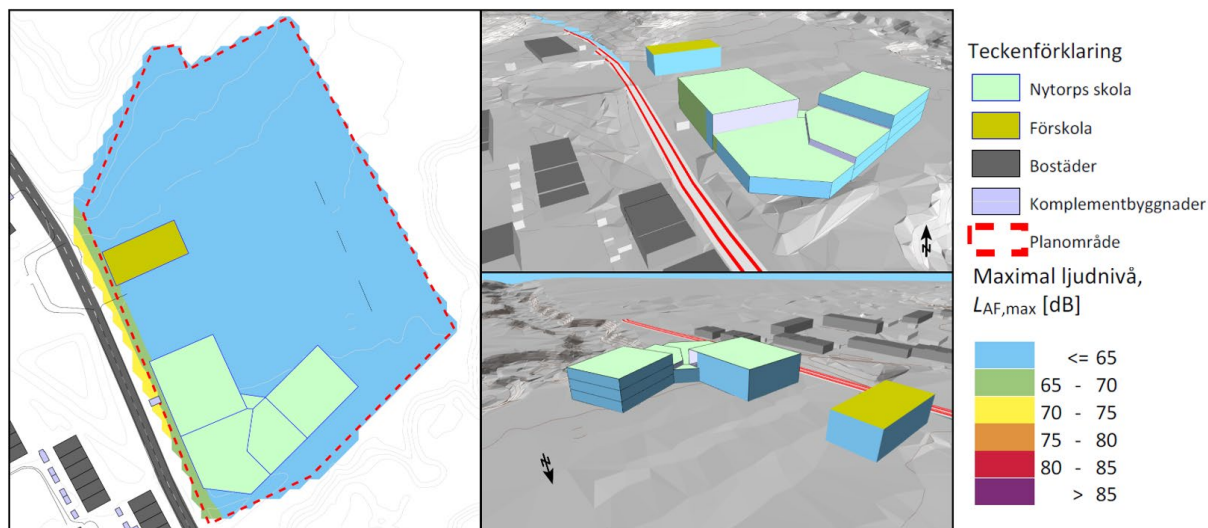 Teckenförklaring
Nytorps skola
Förskola
Bostäder
Komplementbyggnader
Planområde
Maximal ljudnivå,
LAF,max [dB]
<= 65
65 - 70
70 - 75
75 - 80
80 - 85
> 85
N
N